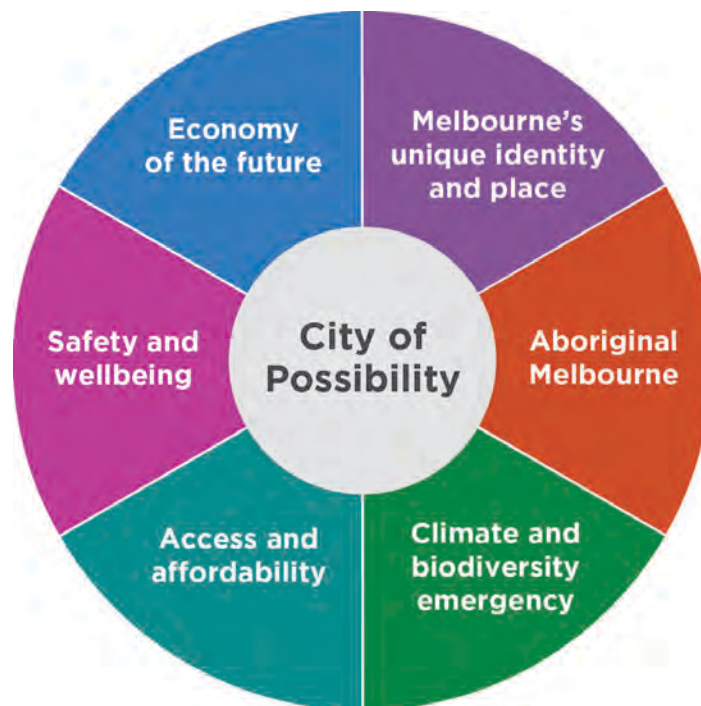 Economy
of the future
Melbourne's
unique identity
and place
Safety and
wellbeing
City of
Possibility
Aboriginal
Melbourne
Access and
affordability
Climate and
biodiversity
emergency